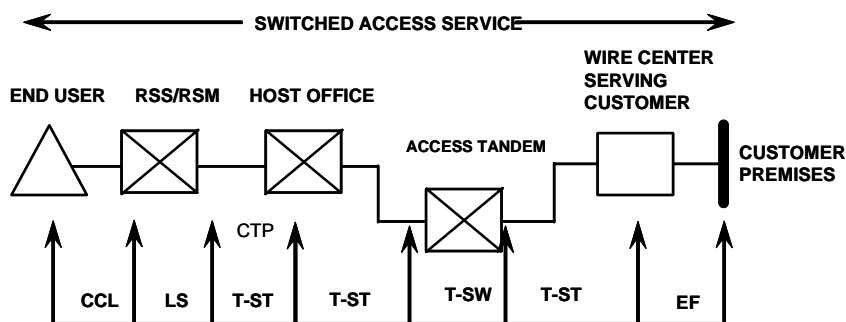 SWITCHED ACCESS SERVICE
WIRE CENTER
SERVING
CUSTOMER
END USER RSS/RSM HOST OFFICE
ACCESS TANDEM
CUSTOMER
PREMISES
CTP
CCL LS T-ST T-ST T-SW T-ST EF